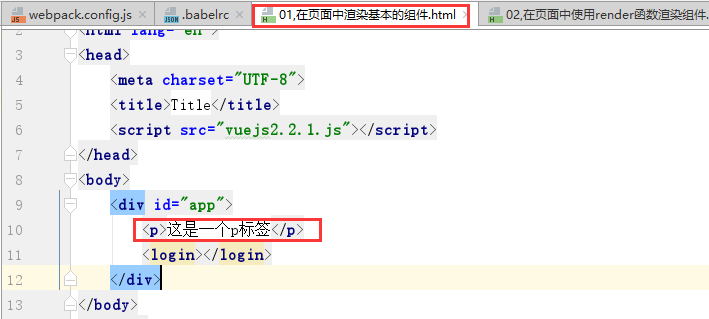 webpack.config.js × .babelrc × 01,在页面中渲染基本的组件.html × 02,在页面中使用render函数渲染组件.
2 <html lang="en">
3 <head>
4 <meta charset="UTF-8">
5 <title>Title</title>
6 <script src="vuejs2.2.1.js"></script>
7 </head>
8 <body>
9 <div id="app">
10 <p>这是一个p标签</p>
11 <login></login>
12 </div>
13 </body>